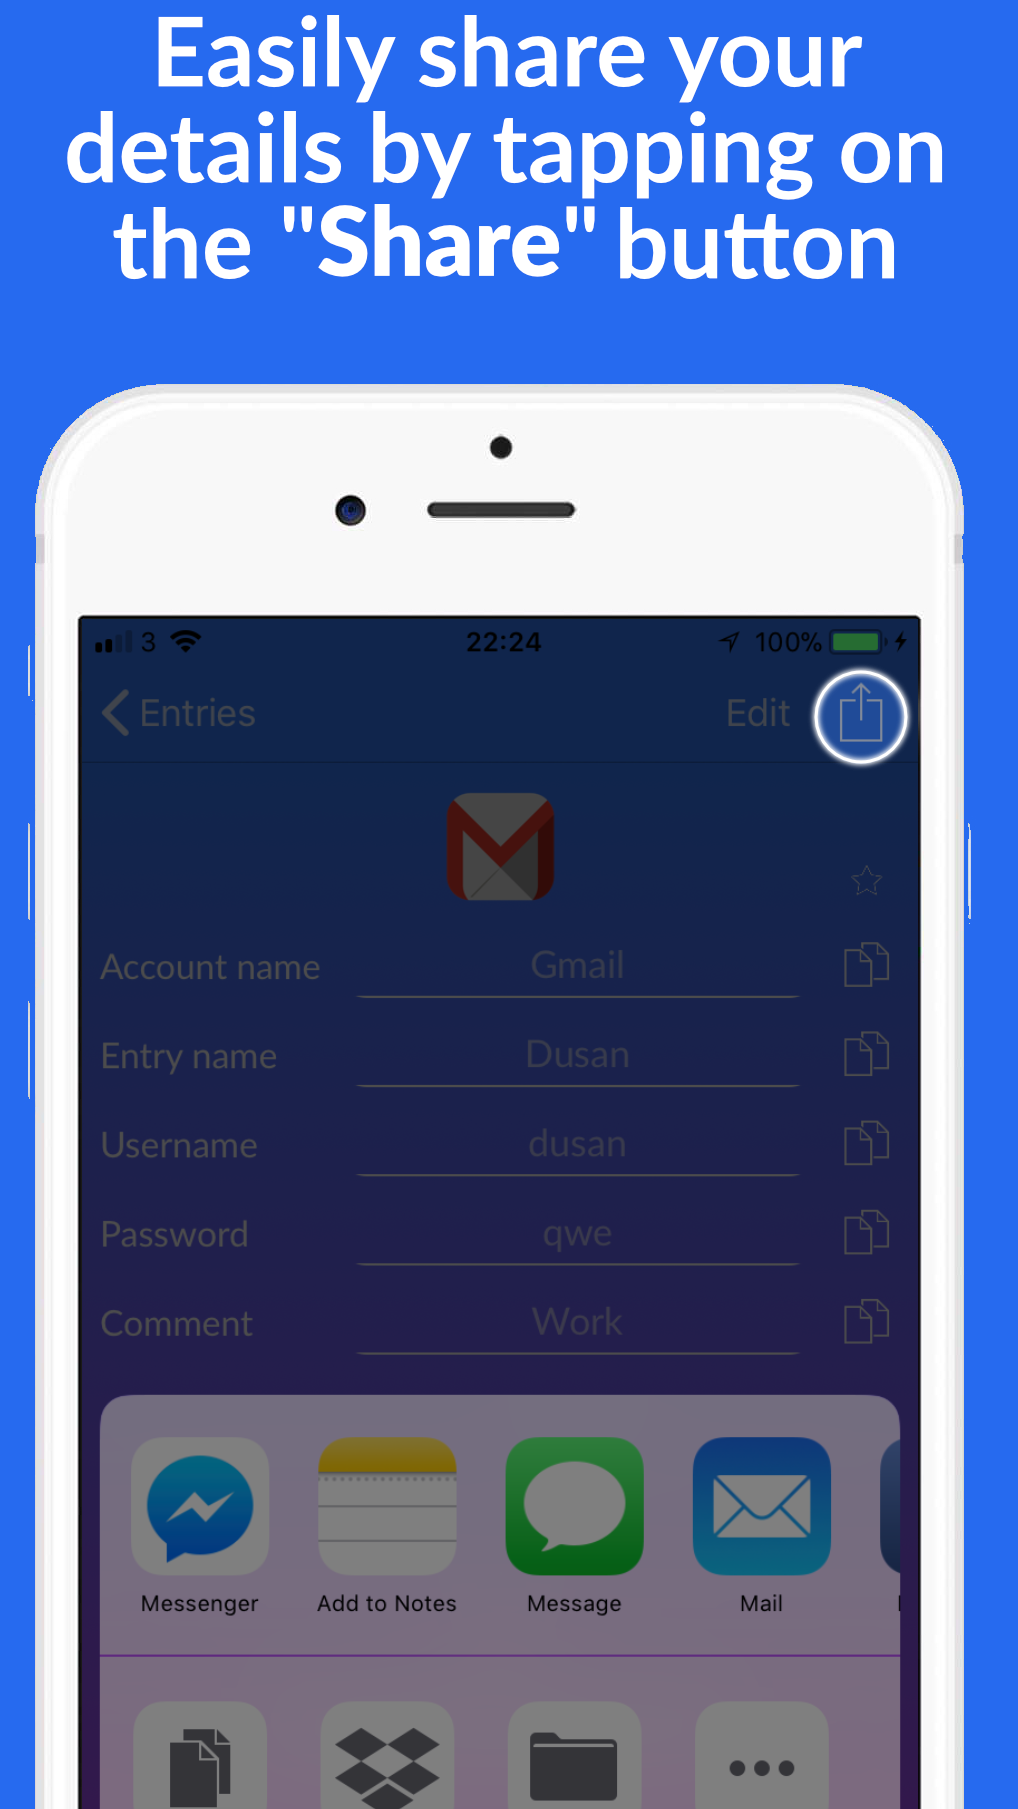 Easily share your
details by tapping on
the "Share" button
3 22:24 100%
Entries Edit
Account name Gmail
Entry name Dusan
Username dusan
Password qwe
Comment Work
Messenger Add to Notes Message Mail